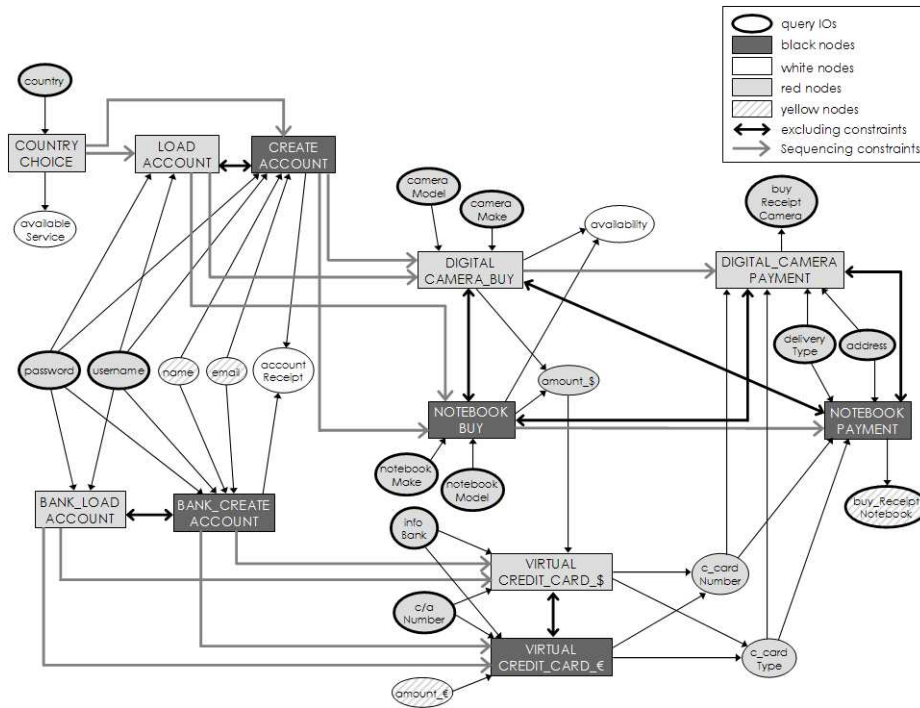 query IOs
black nodes
white nodes
red nodes
yellow nodes
excluding constraints
Sequencing constraints
country
COUNTRY
CHOICE
LOAD
ACCOUNT
CREATE
ACCOUNT
available
Service
camera
Model
camera
Make
availability
buy
Receipt
Camera
DIGITAL
CAMERA_BUY
DIGITAL_CAMERA
PAYMENT
password
username
name
email
account
Receipt
amount_$
delivery
Type
address
NOTEBOOK
BUY
NOTEBOOK
PAYMENT
notebook
Make
notebook
Model
BANK_LOAD
ACCOUNT
BANK_CREATE
ACCOUNT
buy_Receipt
Notebook
info
Bank
VIRTUAL
CREDIT_CARD_$
c_card
Number
c/a
Number
VIRTUAL
CREDIT_CARD_€
c_card
Type
amount_€